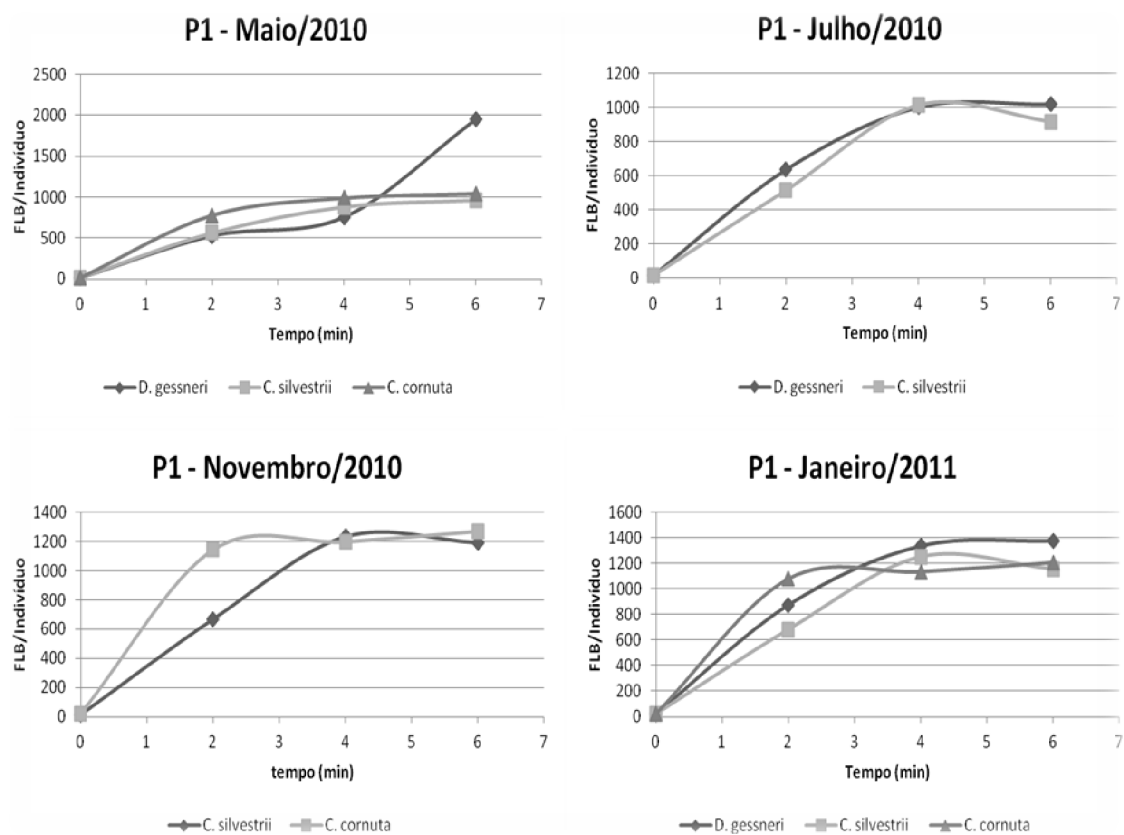 P1 - Maio/2010
2500
2000
1500
1000
500
0
FLB/Individuo
0 1 2 3 4 5 6 7
Tempo (min)
D. gessneri C. silvestrii C. cornuta
P1 - Julho/2010
1200
1000
800
600
400
200
0
FLB/Individuo
0 1 2 3 4 5 6 7
Tempo (min)
D. gessneri C. silvestrii
P1 - Novembro/2010
1400
1200
1000
800
600
400
200
0
FLB/Individuo
0 1 2 3 4 5 6 7
tempo (min)
C. silvestrii C. cornuta
P1 - Janeiro/2011
1600
1400
1200
1000
800
600
400
200
0
FLB/Individuo
0 1 2 3 4 5 6 7
Tempo (min)
D. gessneri C. silvestrii C. cornuta